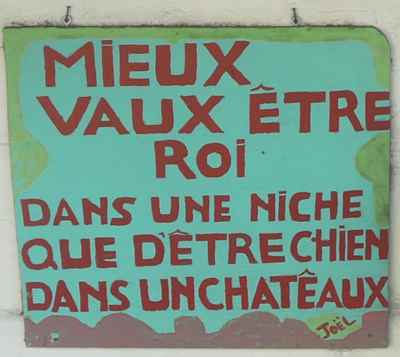 MiEUX
VAUX ÊTRE
ROi
DANS UNE NiCHE
QUE D'ÊTRE CHiEN
DANS UN CHATÊAUX
JOËL